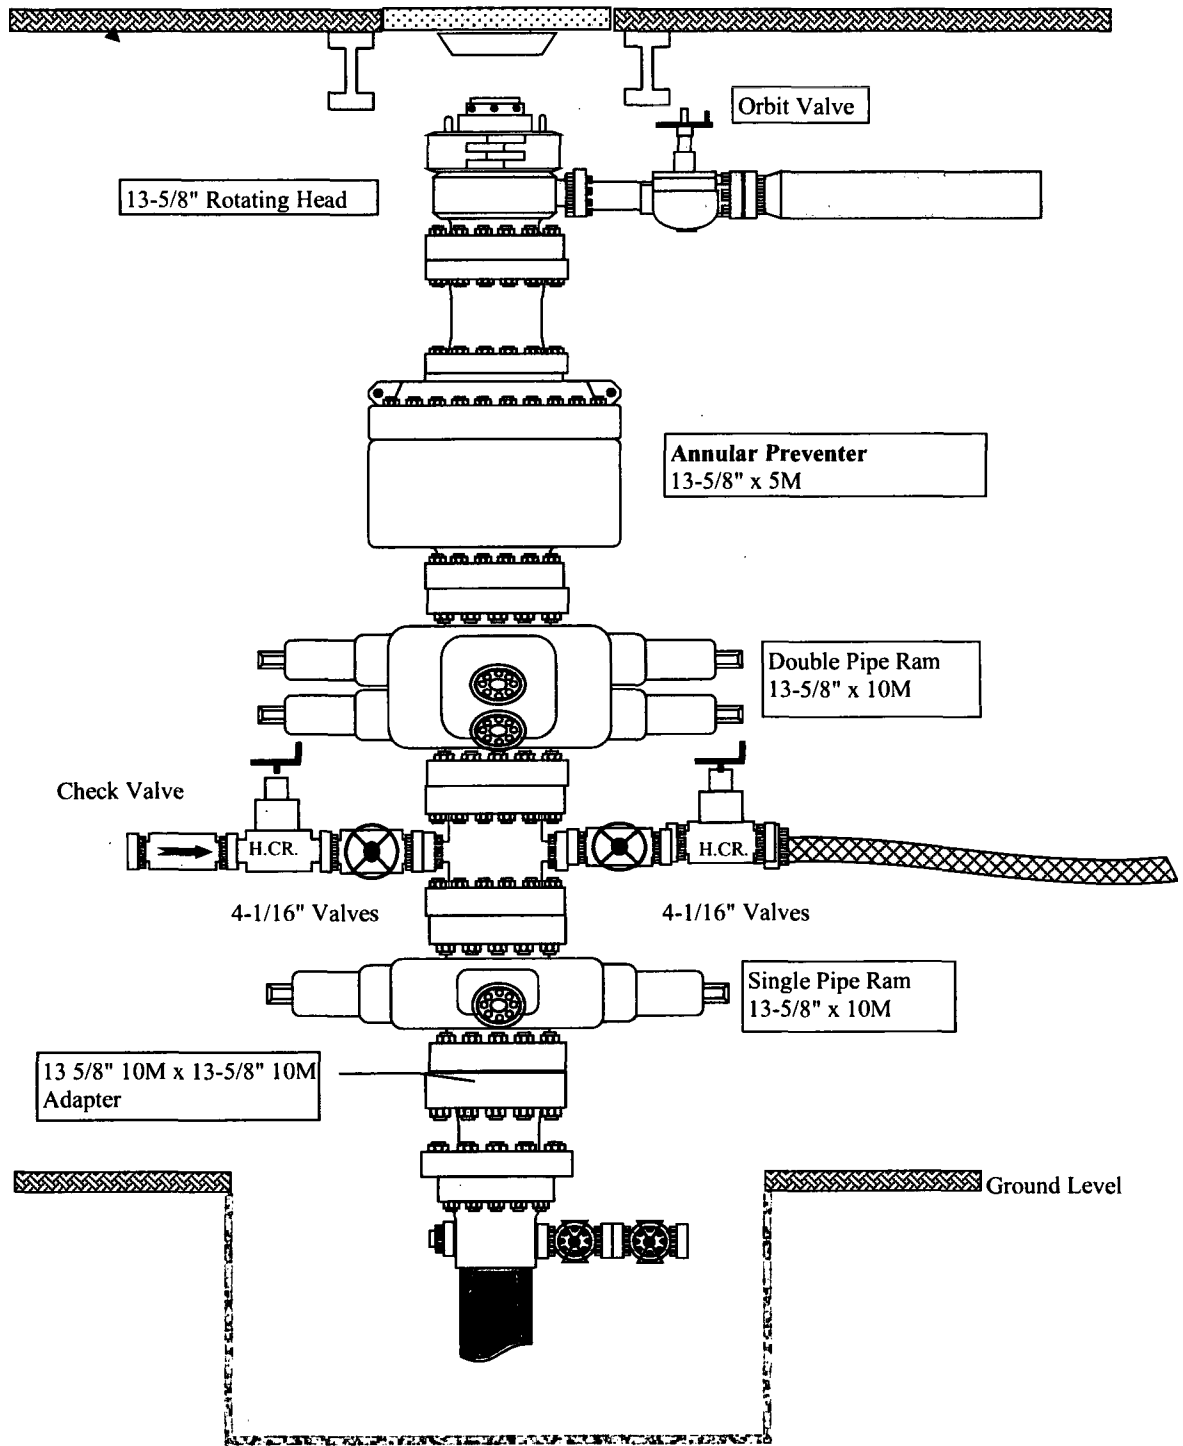 Orbit Valve
13-5/8" Rotating Head
Annular Preventer
13-5/8" x 5M
Double Pipe Ram
13-5/8" x 10M
Check Valve
H.CR.
H.CR.
4-1/16" Valves
4-1/16" Valves
Single Pipe Ram
13-5/8" x 10M
13 5/8" 10M x 13-5/8" 10M
Adapter
Ground Level